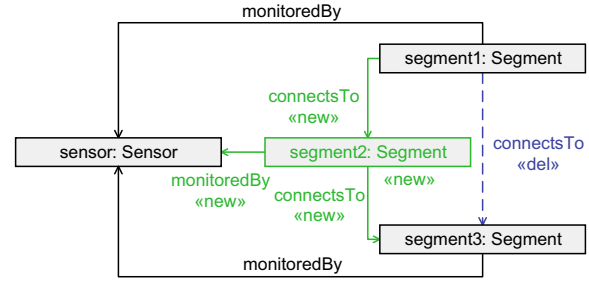 monitoredBy
segment1: Segment
connectsTo
«new»
connectsTo
«del»
sensor: Sensor
segment2: Segment
monitoredBy
«new»
connectsTo
«new»
«new»
segment3: Segment
monitoredBy